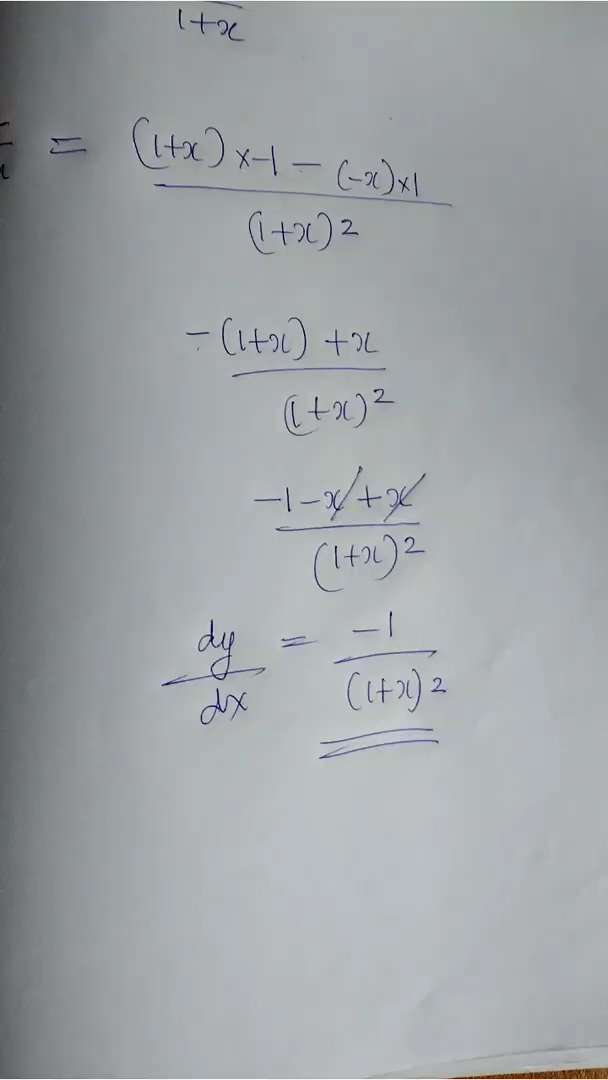 1+x
= (1+x) x -1 - (-x) x 1
(1+x)2
-(1+x) +x
(1+x)2
-1-x+x
(1+x)2
dy = -1
dx (1+x)2